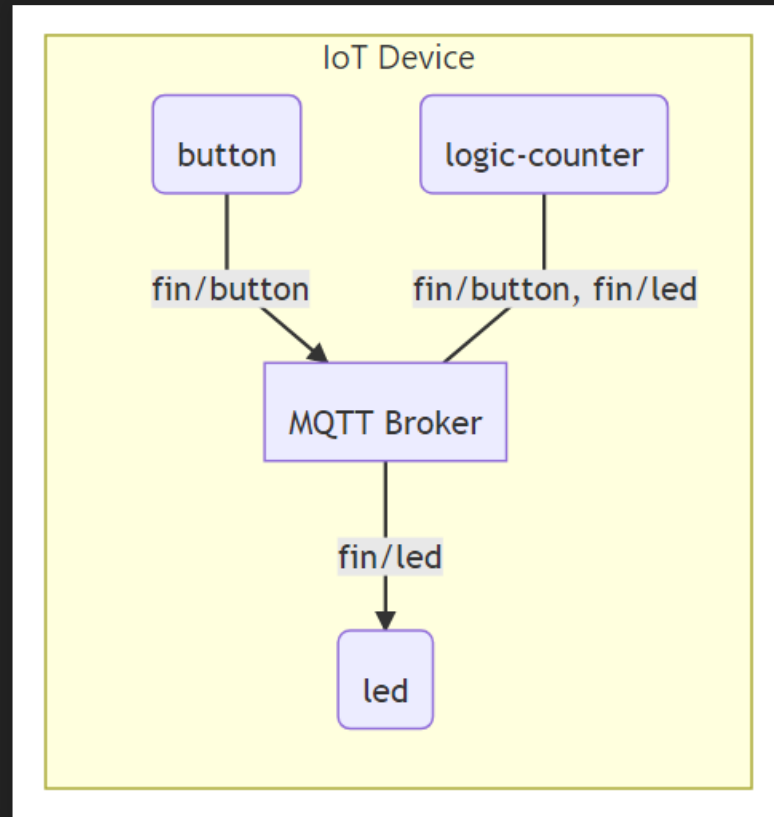 IoT Device
button
logic-counter
fin/button
fin/button, fin/led
MQTT Broker
fin/led
led